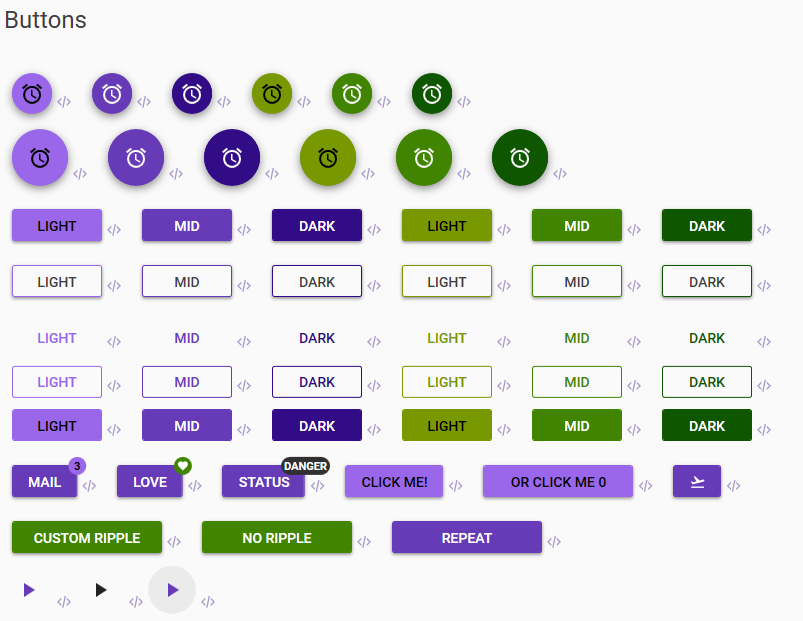 Buttons
LIGHT MID DARK LIGHT MID DARK
LIGHT MID DARK LIGHT MID DARK
LIGHT MID DARK LIGHT MID DARK
LIGHT MID DARK LIGHT MID DARK
LIGHT MID DARK LIGHT MID DARK
MAIL 3 LOVE STATUS DANGER CLICK ME! OR CLICK ME 0
CUSTOM RIPPLE NO RIPPLE REPEAT